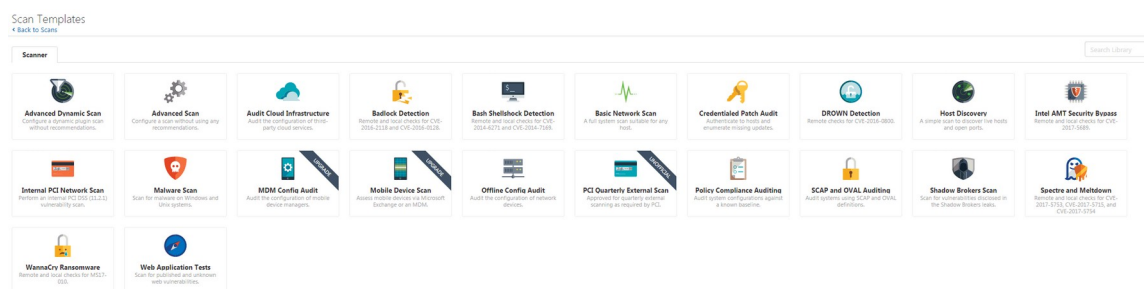 Scan Templates
Back to Scans
Scanner
Search Library
Advanced Dynamic Scan
Configure a dynamic plugin scan
without recommendations.
Advanced Scan
Configure a scan without using any
recommendations.
Audit Cloud Infrastructure
Audit the configuration of third-
party cloud services.
Badlock Detection
Remote and local checks for CVE-
2016-2118 and CVE-2016-0128.
Bash Shellshock Detection
Remote and local checks for CVE-
2014-6271 and CVE-2014-7169.
Basic Network Scan
A full system scan suitable for any
host.
Credentialed Patch Audit
Authenticate to hosts and
enumerate missing updates.
DROWN Detection
Remote checks for CVE-2016-0800.
Host Discovery
A simple scan to discover live hosts
and open ports.
Intel AMT Security Bypass
Remote and local checks for CVE-
2017-5689.
Internal PCI Network Scan
Perform an internal PCI DSS (11.2.1)
vulnerability scan.
Malware Scan
Scan for malware on Windows and
Unix systems.
UPGRADE
MDM Config Audit
Audit the configuration of mobile
device managers.
UPGRADE
Mobile Device Scan
Assess mobile devices via Microsoft
Exchange or an MDM.
Offline Config Audit
Audit the configuration of network
devices.
UNOFFICIAL
PCI Quarterly External Scan
Approved for quarterly external
scanning as required by PCI.
Policy Compliance Auditing
Audit system configurations against
a known baseline.
SCAP and OVAL Auditing
Audit systems using SCAP and OVAL
definitions.
Shadow Brokers Scan
Scan for vulnerabilities disclosed in
the Shadow Brokers leaks.
Spectre and Meltdown
Remote and local checks for CVE-
2017-5753, CVE-2017-5715, and
CVE-2017-5754
WannaCry Ransomware
Remote and local checks for MS17-
010.
Web Application Tests
Scan for published and unknown
web vulnerabilities.